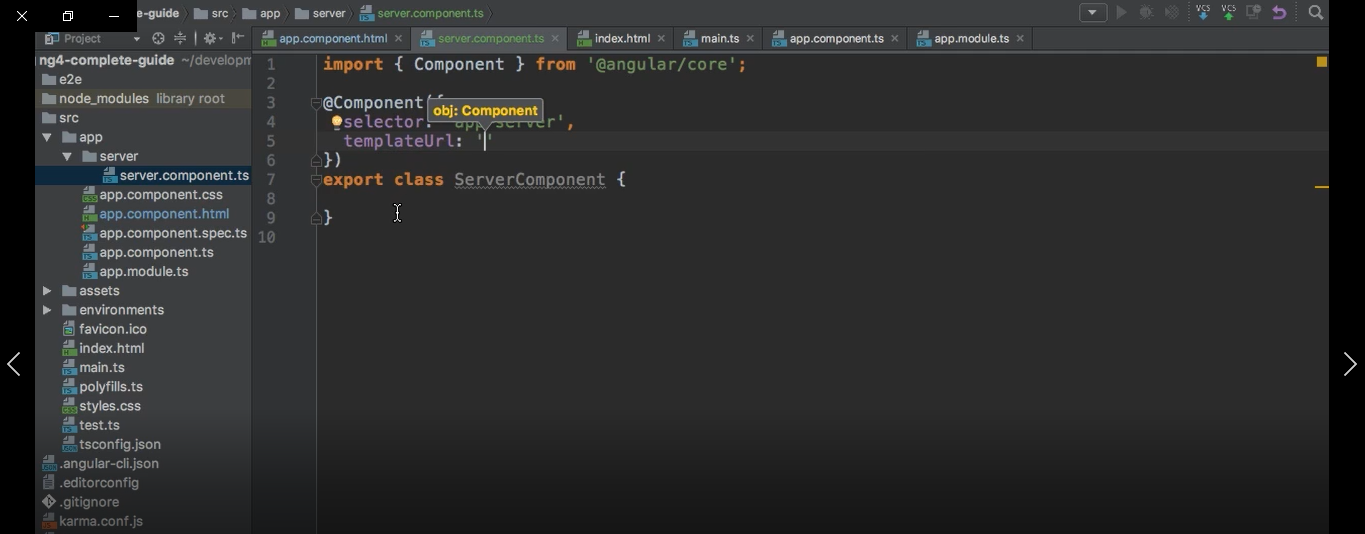 e-guide src app server server.component.ts
Project
app.component.html server.component.ts index.html main.ts app.component.ts app.module.ts
VCS VCS
ng4-complete-guide ~/developm
e2e
node_modules library root
src
app
server
server.component.ts
app.component.css
app.component.html
app.component.spec.ts
app.component.ts
app.module.ts
assets
environments
favicon.ico
index.html
main.ts
polyfills.ts
styles.css
test.ts
tsconfig.json
.angular-cli.json
.editorconfig
.gitignore
karma.conf.js
1 import { Component } from '@angular/core';
2
3 @Component({
obj: Component
4 selector: 'app-server',
5 templateUrl: ''
6 })
7 export class ServerComponent {
8
9 }
10